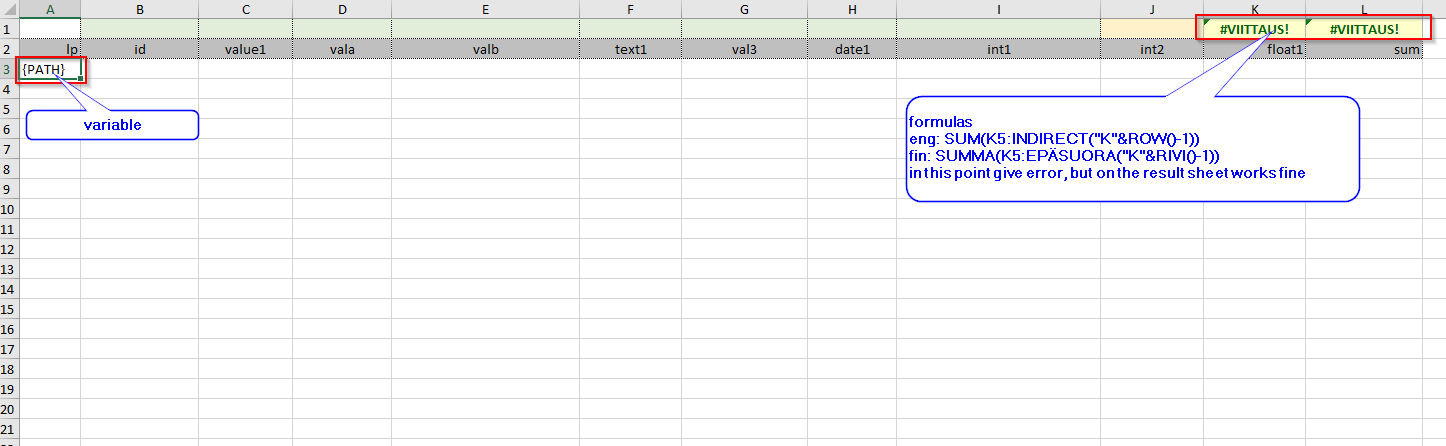 A B C D E F G H I J K L
1 #VIITTAUS! #VIITTAUS!
2 lp id value1 vala valb text1 val3 date1 int1 int2 float1 sum
3 {PATH}
4
5
variable
formulas
6
eng: SUM(K5:INDIRECT("K"&ROW()-1))
7
fin: SUMMA(K5:EPÄSUORA("K"&RIVI()-1))
8
in this point give error, but on the result sheet works fine
9
10
11
12
13
14
15
16
17
18
19
20
21